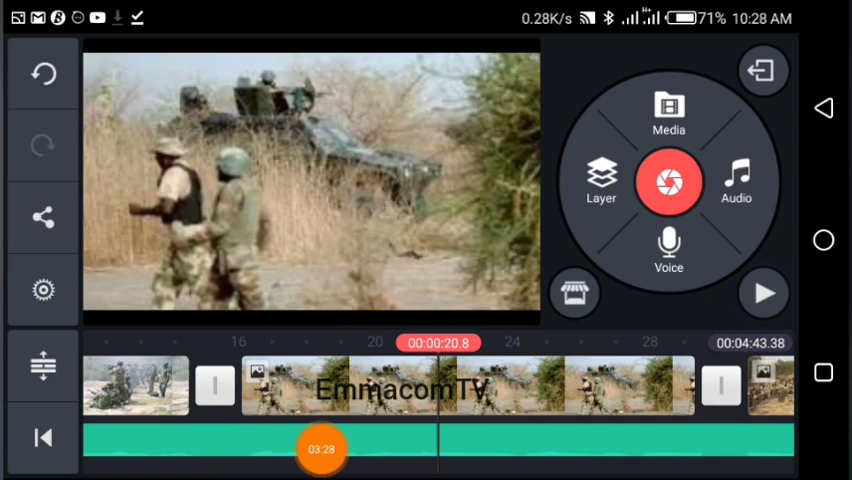 0.28K/s H+ 71% 10:28 AM
Media
Layer
Audio
Voice
16 20 00:00:20.8 24 28 00:04:43.38
EmmacomTV
03:28